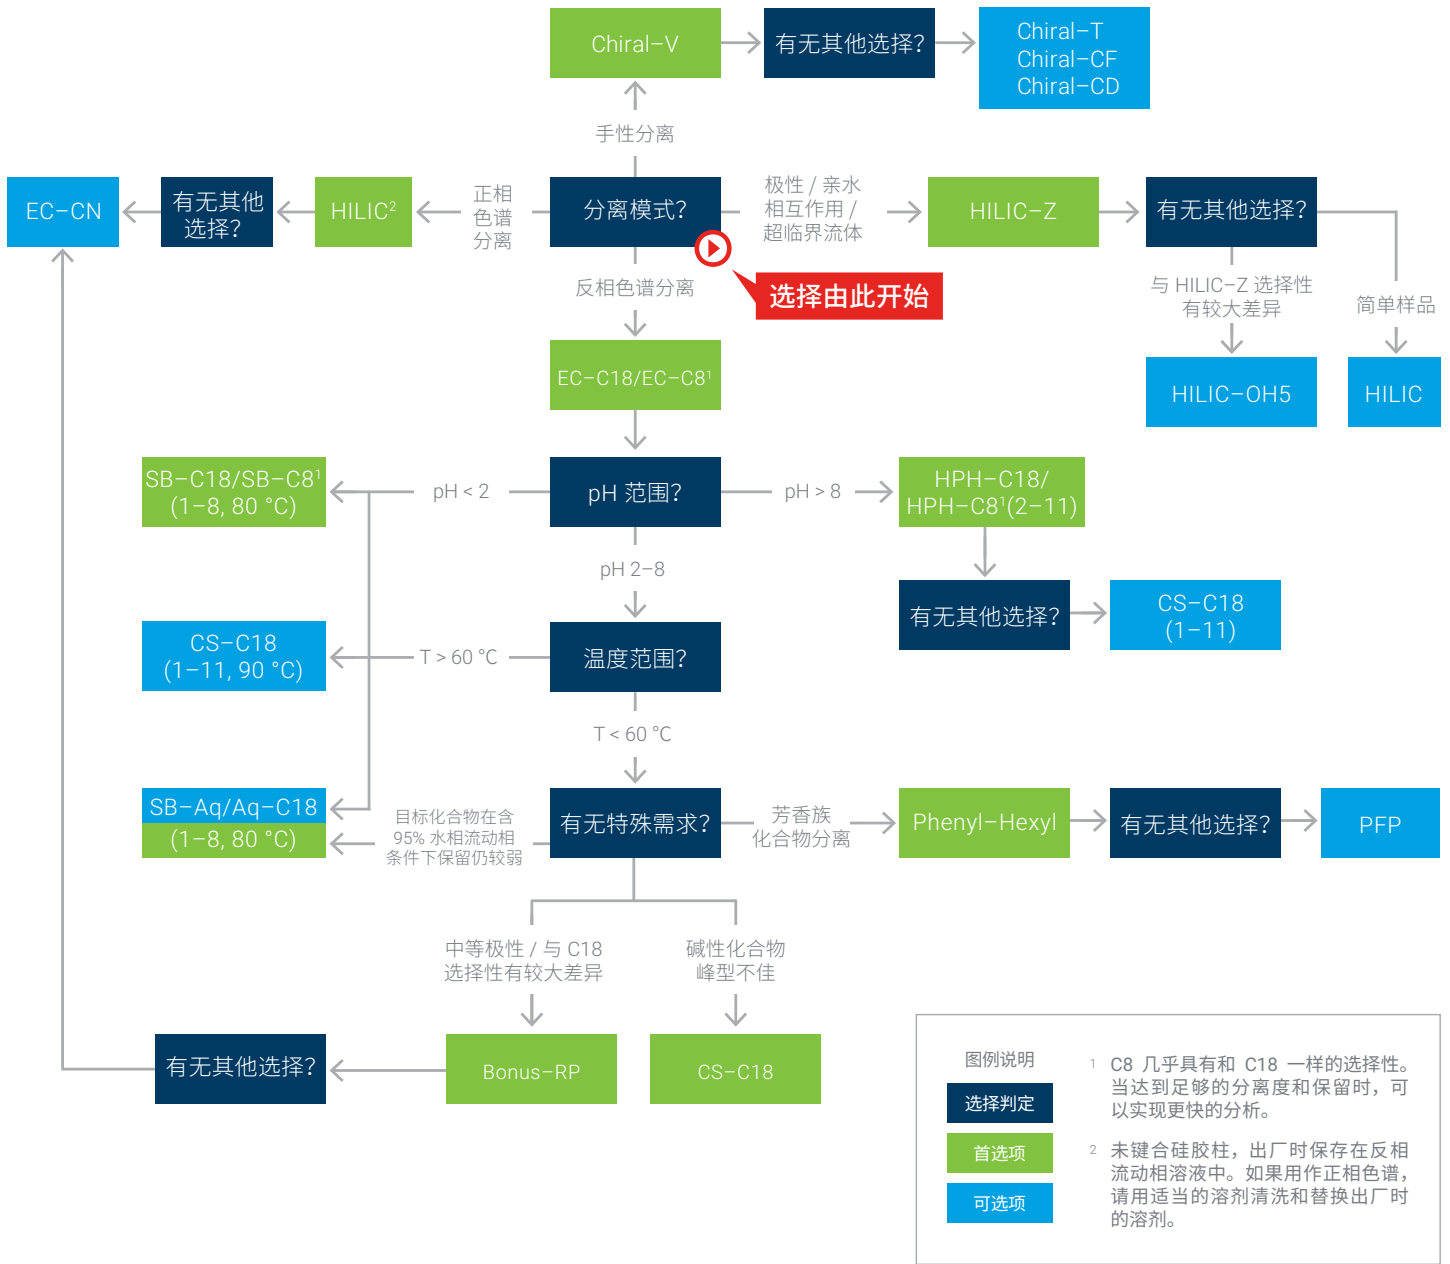 Chiral–V
有无其他选择？
Chiral–T
Chiral–CF
Chiral–CD
手性分离
EC–CN
有无其他
选择？
HILIC²
正相
色谱
分离
分离模式？
极性 / 亲水
相互作用 /
超临界流体
HILIC–Z
有无其他选择？
选择由此开始
反相色谱分离
与 HILIC–Z 选择性
有较大差异
简单样品
EC–C18/EC–C8¹
HILIC–OH5
HILIC
SB–C18/SB–C8¹
(1–8, 80 °C)
pH < 2
pH 范围？
pH > 8
HPH–C18/
HPH–C8¹(2–11)
pH 2–8
有无其他选择？
CS–C18
(1–11)
CS–C18
(1–11, 90 °C)
T > 60 °C
温度范围？
T < 60 °C
SB–Aq/Aq–C18
(1–8, 80 °C)
目标化合物在含
95% 水相流动相
条件下保留仍较弱
有无特殊需求？
芳香族
化合物分离
Phenyl–Hexyl
有无其他选择？
PFP
中等极性 / 与 C18
选择性有较大差异
碱性化合物
峰型不佳
有无其他选择？
Bonus–RP
CS–C18
图例说明
选择判定
首选项
可选项
¹ C8 几乎具有和 C18 一样的选择性。
当达到足够的分离度和保留时，可
以实现更快的分析。
² 未键合硅胶柱，出厂时保存在反相
流动相溶液中。如果用作正相色谱，
请用适当的溶剂清洗和替换出厂时
的溶剂。